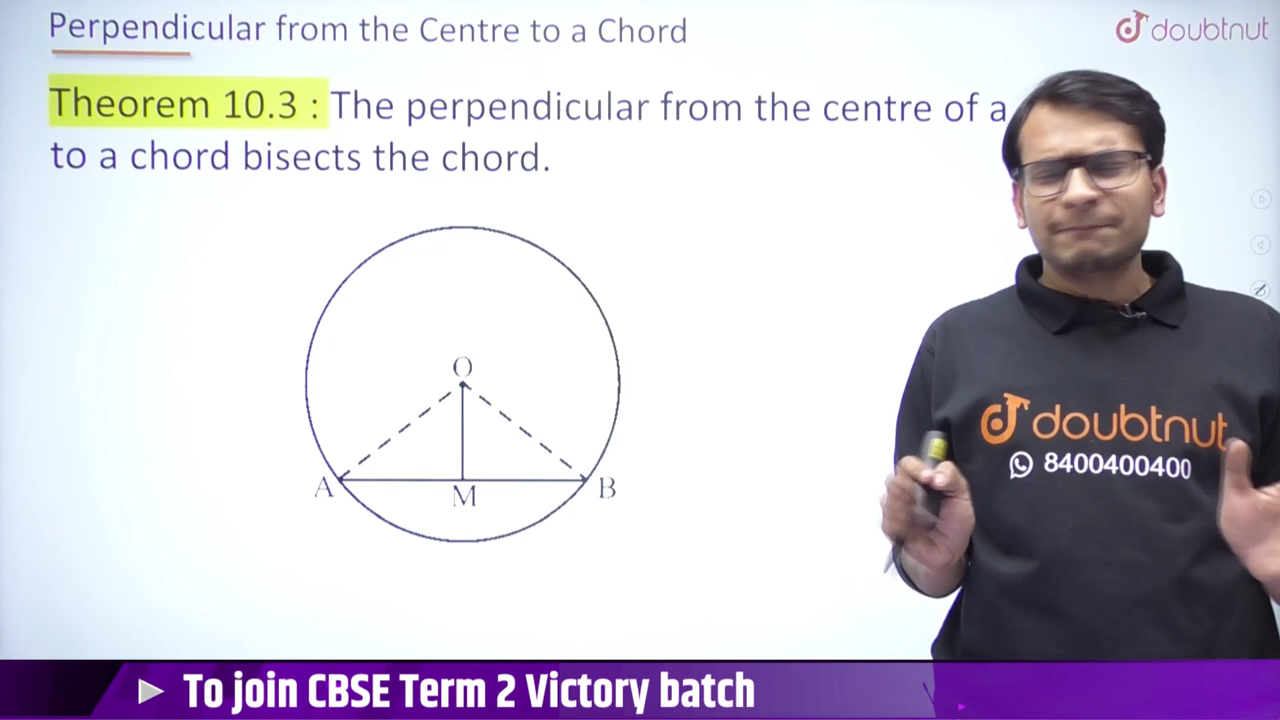 Perpendicular from the Centre to a Chord
doubtnut
Theorem 10.3 : The perpendicular from the centre of a
to a chord bisects the chord.
O
A
M
B
doubtnut
8400400400
To join CBSE Term 2 Victory batch